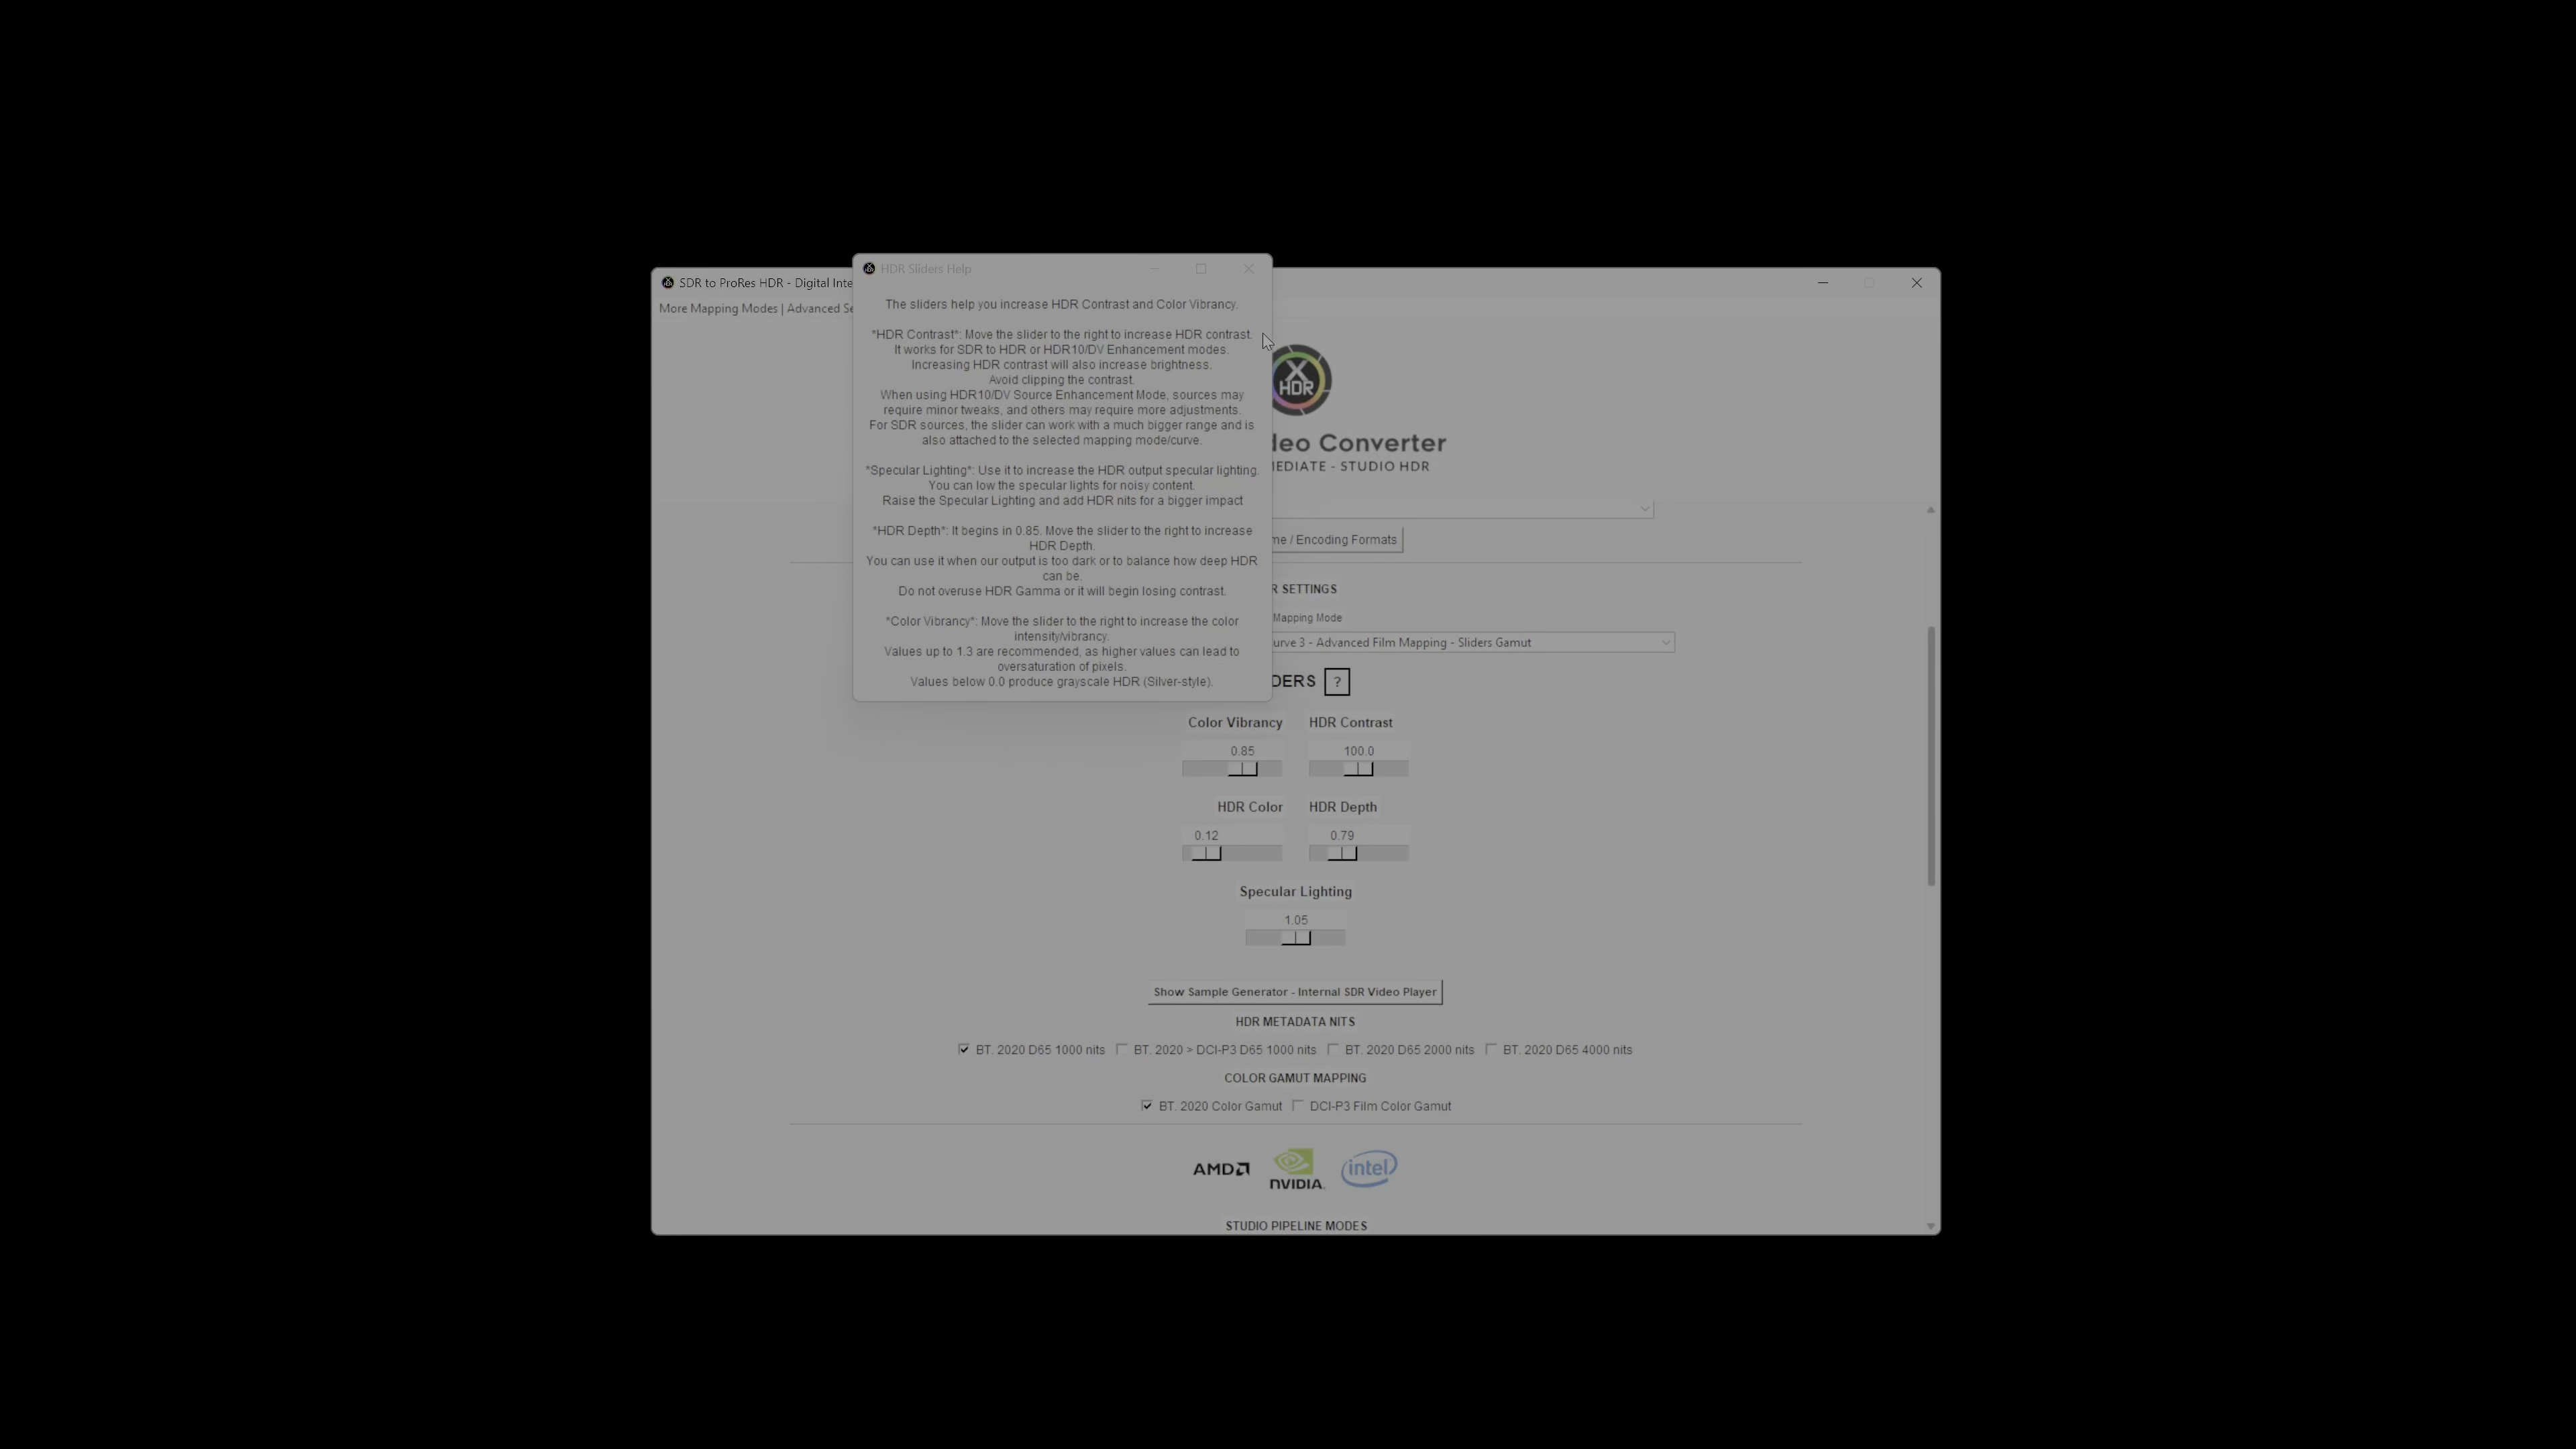 HDR Sliders Help
The sliders help you increase HDR Contrast and Color Vibrancy.
*HDR Contrast*: Move the slider to the right to increase HDR contrast.
It works for SDR to HDR or HDR10/DV Enhancement modes.
Increasing HDR contrast will also increase brightness.
Avoid clipping the contrast.
When using HDR10/DV Source Enhancement Mode, sources may
require minor tweaks, and others may require more adjustments.
For SDR sources, the slider can work with a much bigger range and is
also attached to the selected mapping mode/curve.
*Specular Lighting*: Use it to increase the HDR output specular lighting.
You can low the specular lights for noisy content.
Raise the Specular Lighting and add HDR nits for a bigger impact
*HDR Depth*: It begins in 0.85. Move the slider to the right to increase
HDR Depth.
You can use it when our output is too dark or to balance how deep HDR
can be.
Do not overuse HDR Gamma or it will begin losing contrast.
*Color Vibrancy*: Move the slider to the right to increase the color
intensity/vibrancy.
Values up to 1.3 are recommended, as higher values can lead to
oversaturation of pixels.
Values below 0.0 produce grayscale HDR (Silver-style).
SDR to ProRes HDR - Digital Inte
More Mapping Modes | Advanced Se
X
HDR
deo Converter
IEDIATE - STUDIO HDR
me / Encoding Formats
R SETTINGS
Mapping Mode
urve 3 - Advanced Film Mapping - Sliders Gamut
DERS ?
Color Vibrancy HDR Contrast
0.85 100.0
HDR Color HDR Depth
0.12 0.79
Specular Lighting
1.05
Show Sample Generator - Internal SDR Video Player
HDR METADATA NITS
BT. 2020 D65 1000 nits BT. 2020 > DCI-P3 D65 1000 nits BT. 2020 D65 2000 nits BT. 2020 D65 4000 nits
COLOR GAMUT MAPPING
BT. 2020 Color Gamut DCI-P3 Film Color Gamut
AMD NVIDIA. intel
STUDIO PIPELINE MODES